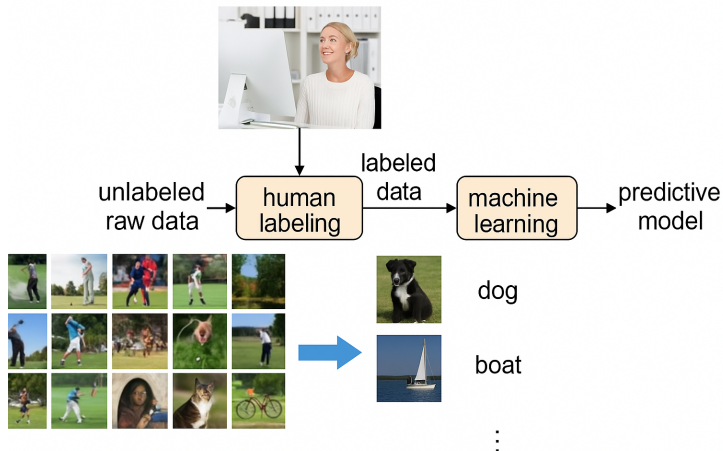 labeled
data
unlabeled
raw data
human
labeling
machine
learning
predictive
model
dog
boat
⋮